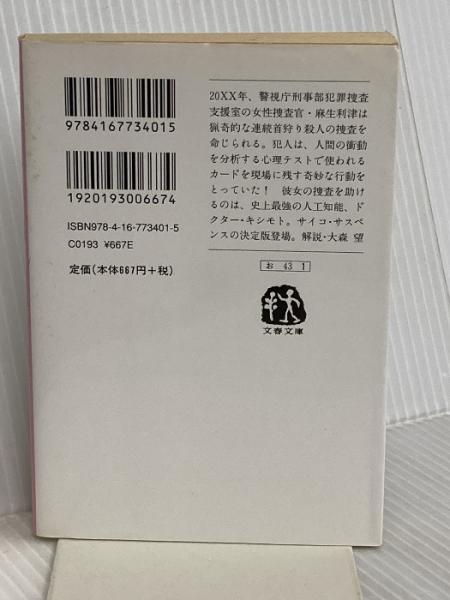 9784167734015
1920193006674
ISBN978-4-16-773401-5
C0193 ¥667E
定価(本体667円+税)
20XX年、警視庁刑事部犯罪捜査
支援室の女性捜査官・麻生利津は
猟奇的な連続首狩り殺人の捜査を
命じられる。犯人は、人間の衝動
を分析する心理テストで使われる
カードを現場に残す奇妙な行動を
とっていた! 彼女の捜査を助け
るのは、史上最強の人工知能、ド
クター・キシモト。サイコ・サスペ
ンスの決定版登場。解説・大森 望
お 43 1
文春文庫